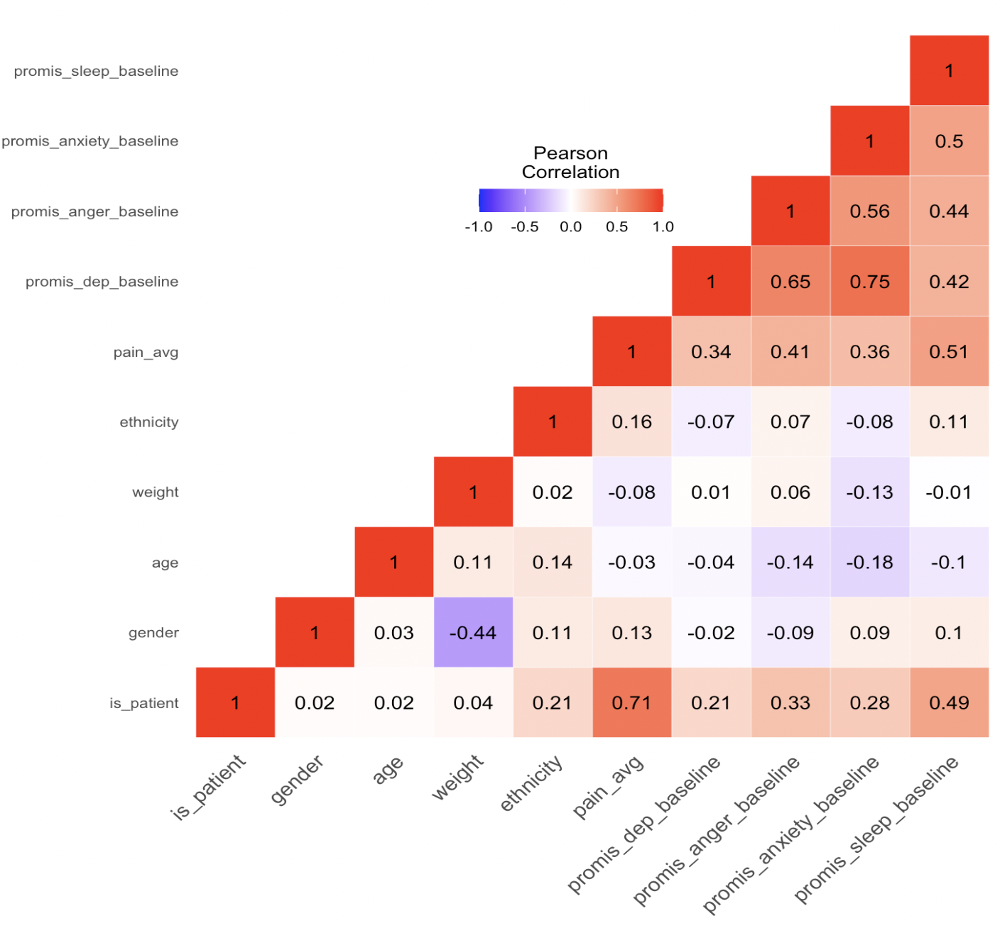 promis_sleep_baseline 1
promis_anxiety_baseline 1 0.5
Pearson
Correlation
-1.0 -0.5 0.0 0.5 1.0
promis_anger_baseline 1 0.56 0.44
promis_dep_baseline 1 0.65 0.75 0.42
pain_avg 1 0.34 0.41 0.36 0.51
ethnicity 1 0.16 -0.07 0.07 -0.08 0.11
weight 1 0.02 -0.08 0.01 0.06 -0.13 -0.01
age 1 0.11 0.14 -0.03 -0.04 -0.14 -0.18 -0.1
gender 1 0.03 -0.44 0.11 0.13 -0.02 -0.09 0.09 0.1
is_patient 1 0.02 0.02 0.04 0.21 0.71 0.21 0.33 0.28 0.49
is_patient
gender
age
weight
ethnicity
pain_avg
promis_dep_baseline
promis_anger_baseline
promis_anxiety_baseline
promis_sleep_baseline